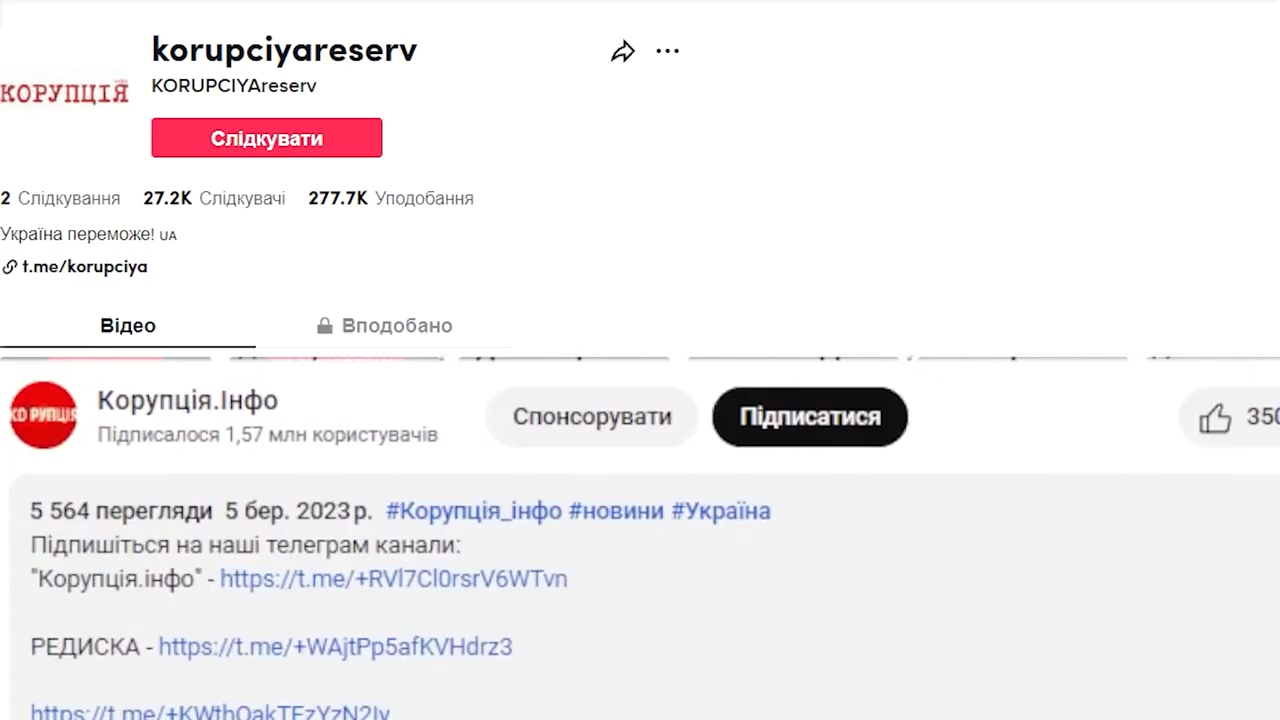 korupciyareserv
KORUPCIYAreserv
КОРУПЦІЯ
Слідкувати
2 Слідкування 27.2K Слідкувачі 277.7K Уподобання
Україна переможе! UA
t.me/korupciya
Відео Вподобано
КОРУПЦІЯ
Корупція.Інфо
Підписалося 1,57 млн користувачів
Спонсорувати Підписатися 350
5 564 перегляди 5 бер. 2023 р. #Корупція_інфо #новини #Україна
Підпишіться на наші телеграм канали:
"Корупція.інфо" - https://t.me/+RVl7Cl0rsrV6WTvn
РЕДИСКА - https://t.me/+WAjtPp5afKVHdrz3